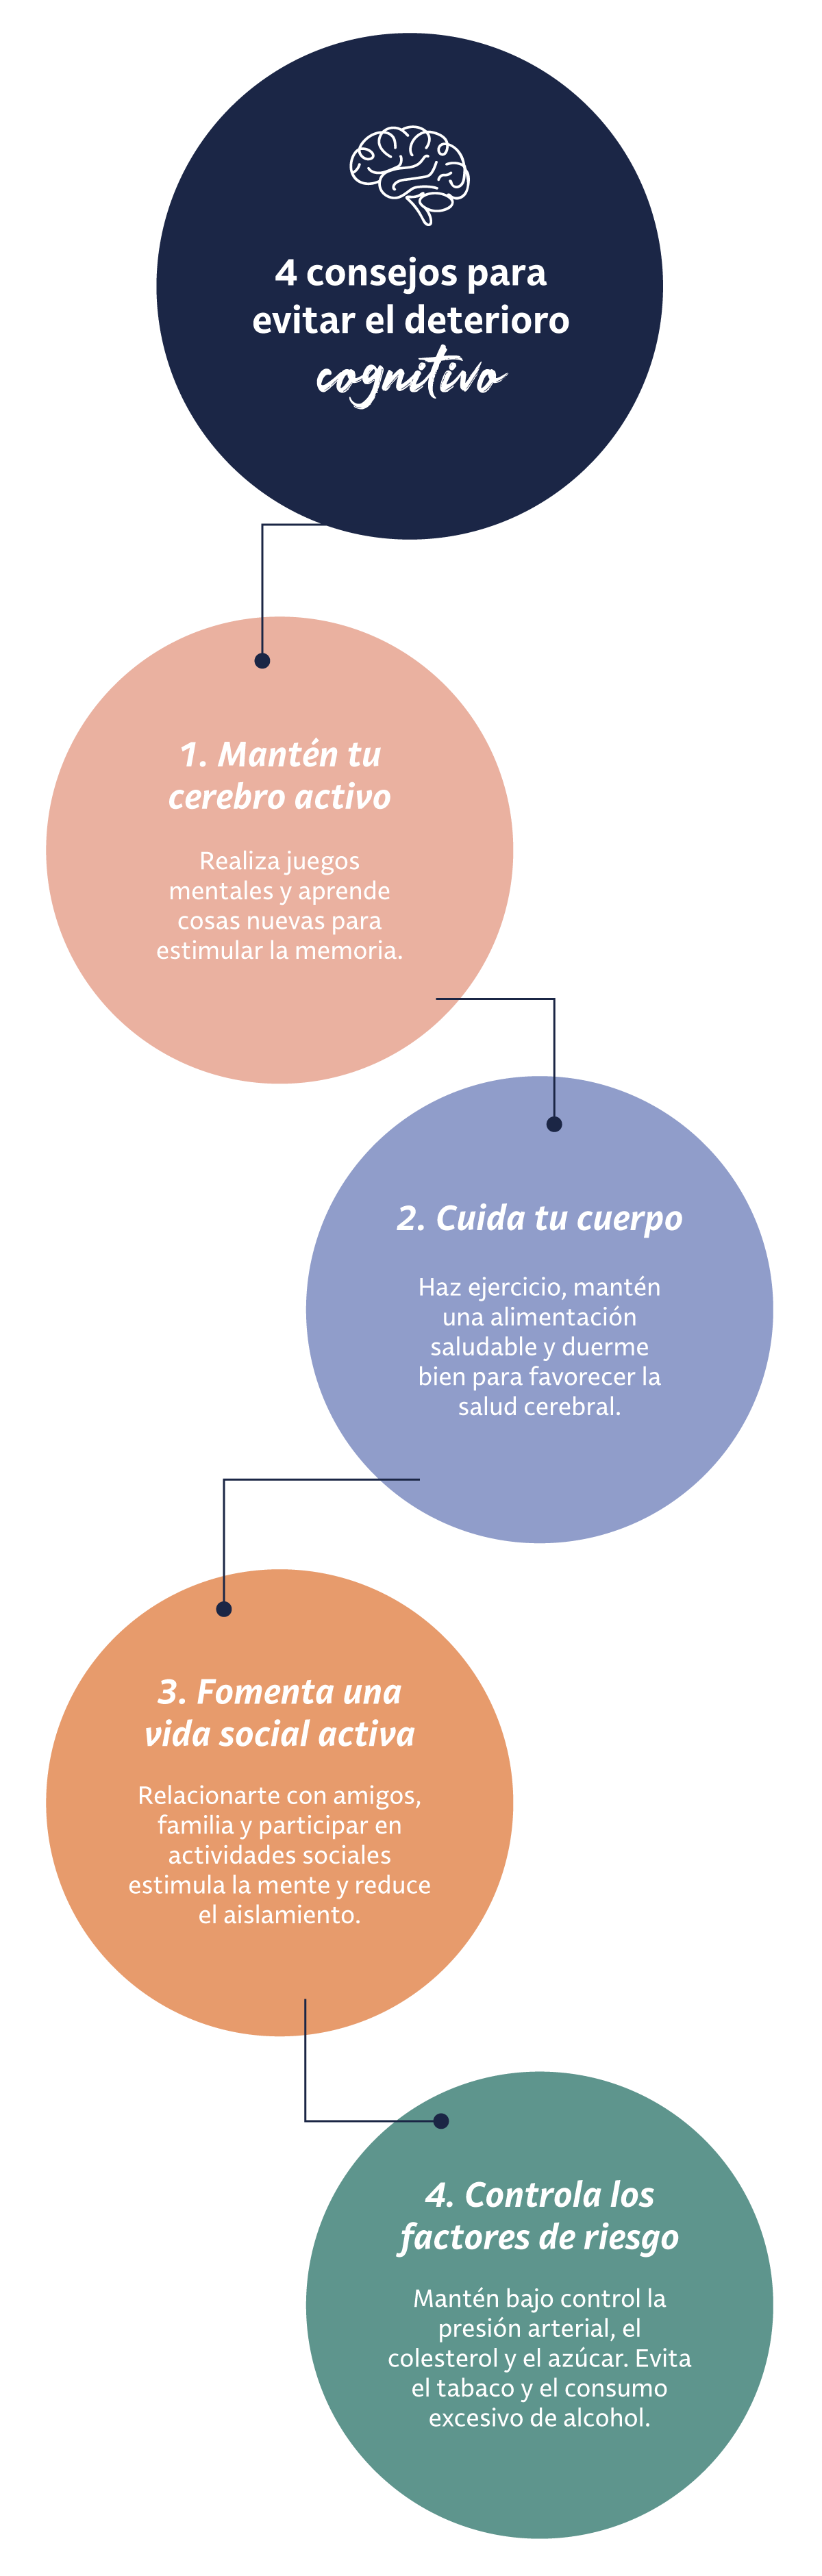 4 consejos para
evitar el deterioro
cognitivo
1. Mantén tu
cerebro activo
Realiza juegos
mentales y aprende
cosas nuevas para
estimular la memoria.
2. Cuida tu cuerpo
Haz ejercicio, mantén
una alimentación
saludable y duerme
bien para favorecer la
salud cerebral.
3. Fomenta una
vida social activa
Relacionarte con amigos,
familia y participar en
actividades sociales
estimula la mente y reduce
el aislamiento.
4. Controla los
factores de riesgo
Mantén bajo control la
presión arterial, el
colesterol y el azúcar. Evita
el tabaco y el consumo
excesivo de alcohol.